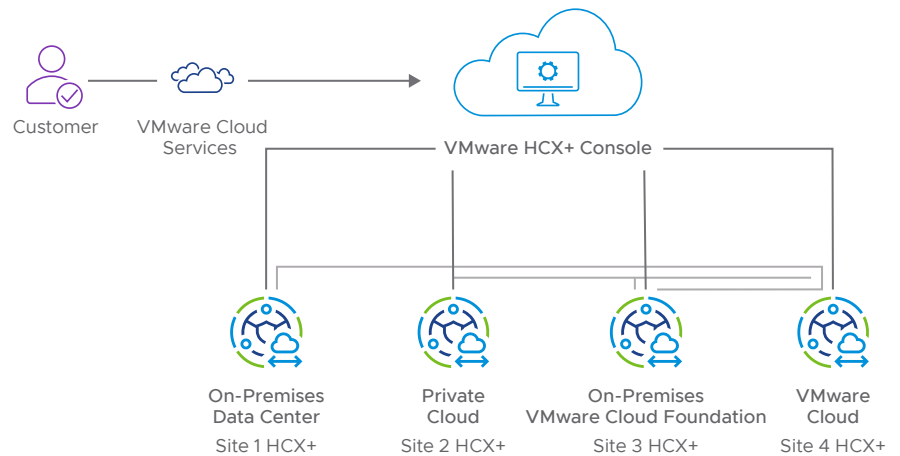 Customer
VMware Cloud
Services
VMware HCX+ Console
On-Premises
Data Center
Site 1 HCX+
Private
Cloud
Site 2 HCX+
On-Premises
VMware Cloud Foundation
Site 3 HCX+
VMware
Cloud
Site 4 HCX+